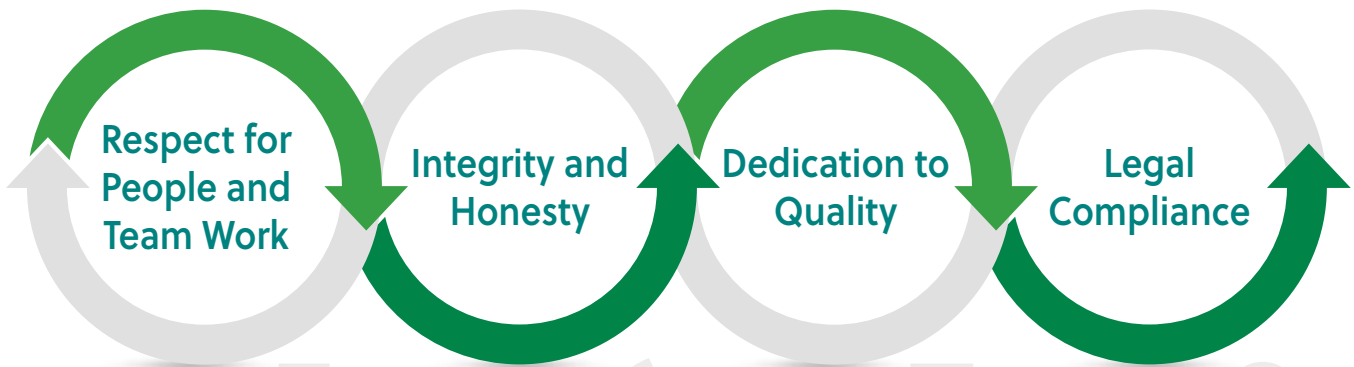 Respect for
People and
Team Work
Integrity and
Honesty
Dedication to
Quality
Legal
Compliance